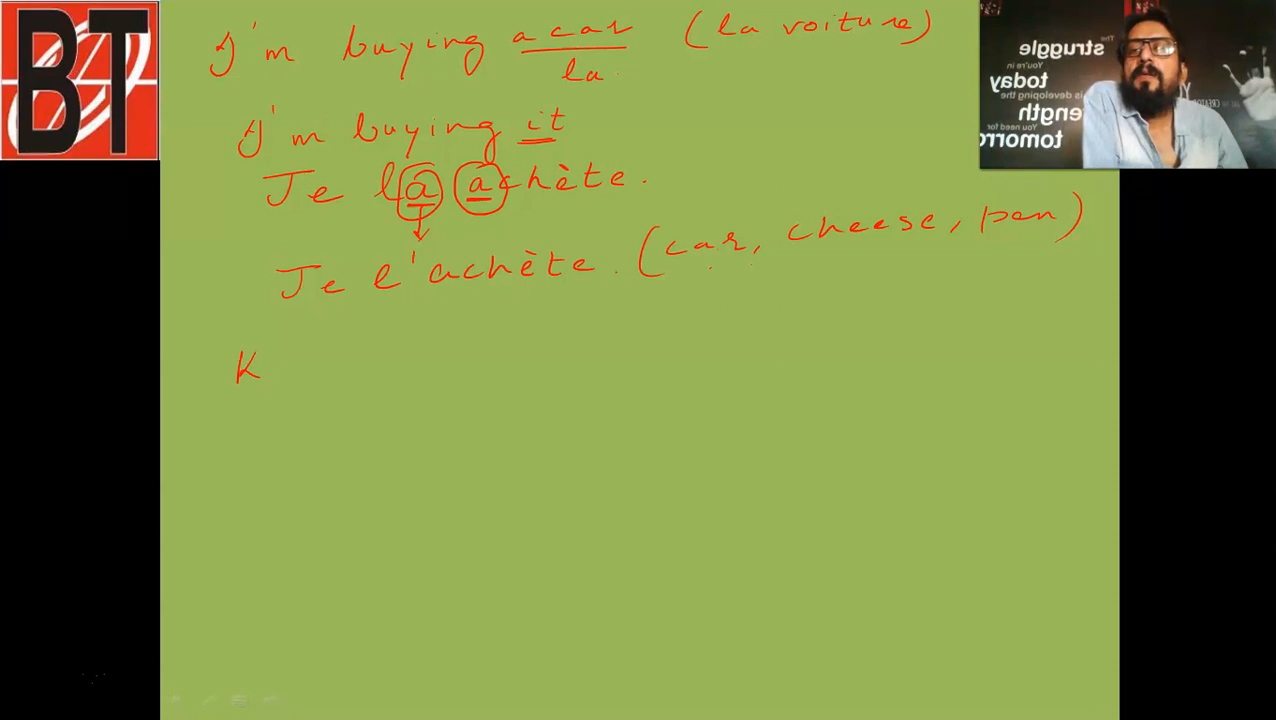 BT
I'm buying a car (la voiture)
la
I'm buying it
Je la achète.
Je l'achète. (car, cheese, pen)
K
The
struggle
You're in
today
is developing the
strength
You need for
tomorrow